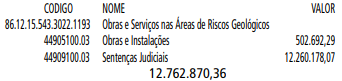 CODIGO NOME VALOR
86.12.15.543.3022.1193 Obras e Serviços nas Áreas de Riscos Geológicos
44905100.03 Obras e Instalações 502.692,29
44909100.03 Sentenças Judiciais 12.260.178,07
12.762.870,36